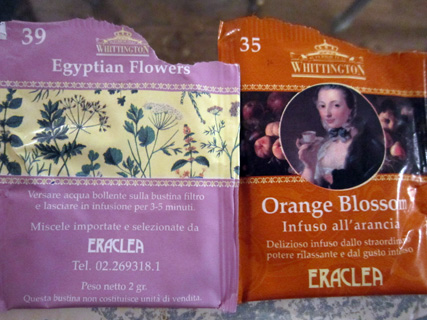 39
WHITTINGTON
Egyptian Flowers
Versare acqua bollente sulla bustina filtro
e lasciare in infusione per 3-5 minuti.
Miscele importate e selezionate da
ERACLEA
Tel. 02.269318.1
Peso netto 2 gr.
Questa bustina non costituisce unità di vendita.
35
WHITTINGTON
Orange Blossom
Infuso all'arancia
Delizioso infuso dallo straordinario
potere rilassante e dal gusto intenso
ERACLEA